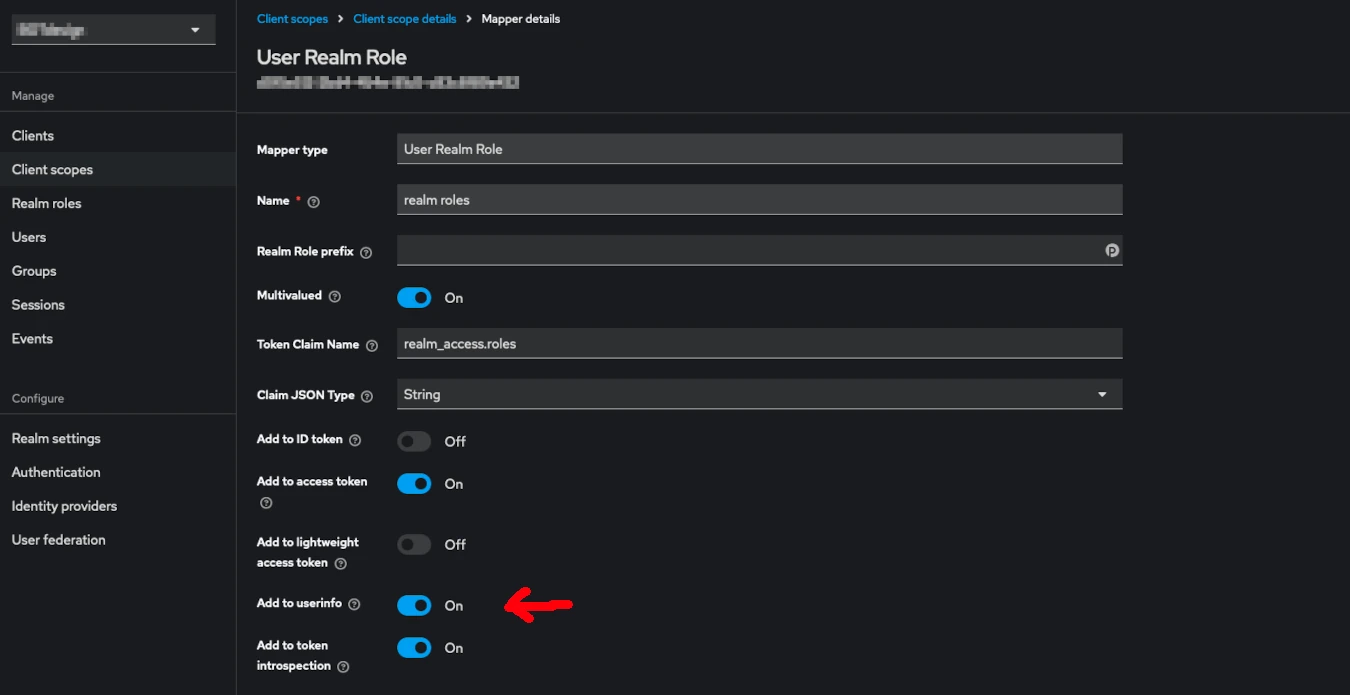 Client scopes > Client scope details > Mapper details
User Realm Role
Manage
Clients
Client scopes
Realm roles
Users
Groups
Sessions
Events
Configure
Realm settings
Authentication
Identity providers
User federation
Mapper type User Realm Role
Name * realm roles
Realm Role prefix
Multivalued On
Token Claim Name realm_access.roles
Claim JSON Type String
Add to ID token Off
Add to access token On
Add to lightweight
access token Off
Add to userinfo On
Add to token
introspection On